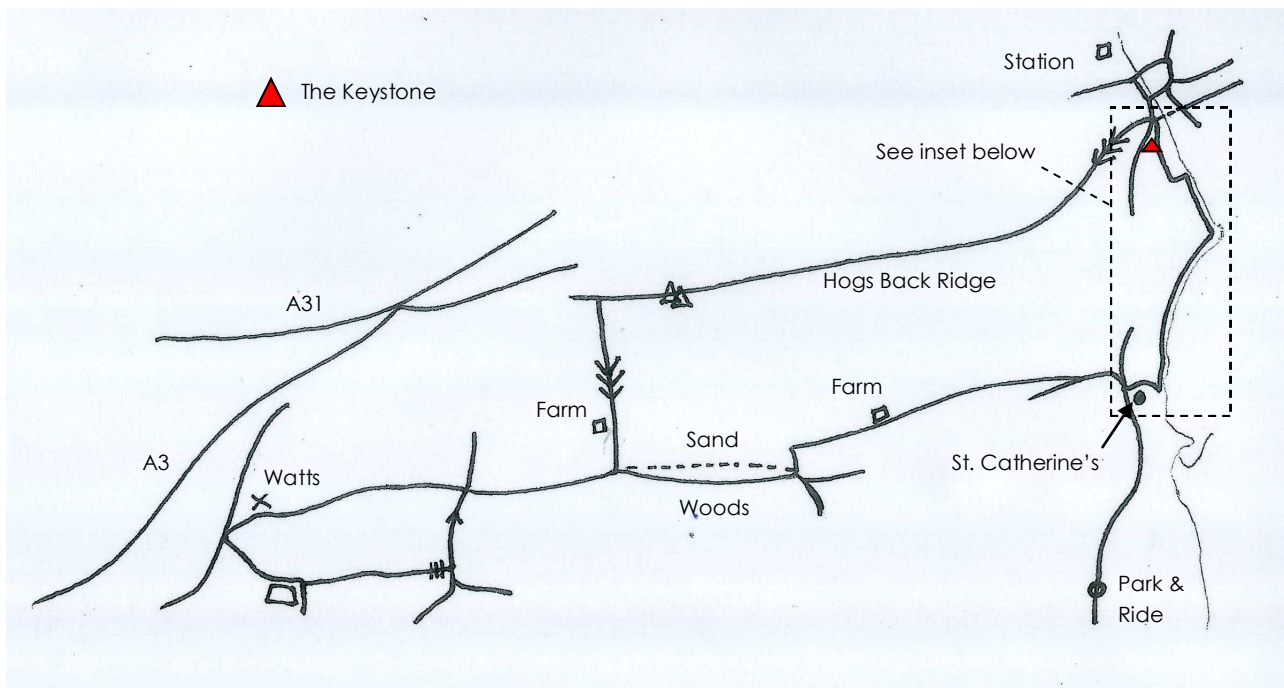 Station
The Keystone
See inset below
Hogs Back Ridge
A31
Farm
Farm
Sand
A3
St. Catherine's
Watts
Woods
Park &
Ride